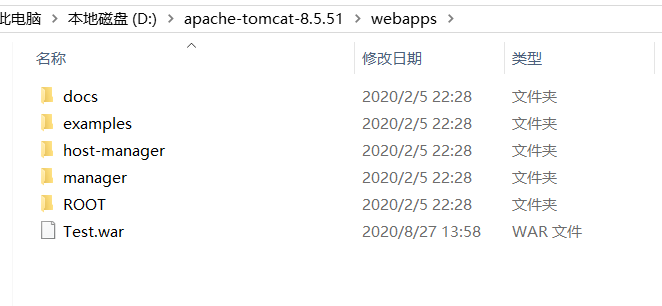 此电脑 > 本地磁盘 (D:) > apache-tomcat-8.5.51 > webapps >
名称 修改日期 类型
docs 2020/2/5 22:28 文件夹
examples 2020/2/5 22:28 文件夹
host-manager 2020/2/5 22:28 文件夹
manager 2020/2/5 22:28 文件夹
ROOT 2020/2/5 22:28 文件夹
Test.war 2020/8/27 13:58 WAR 文件